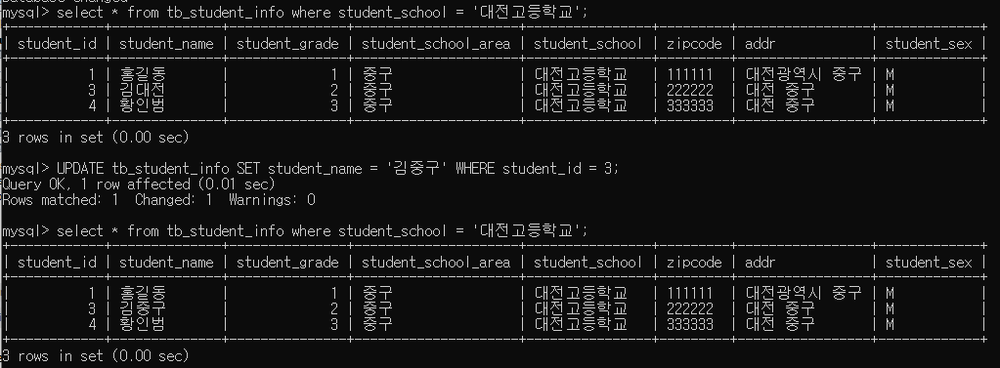 Database changed
mysql> select * from tb_student_info where student_school = '대전고등학교';
+------------+--------------+---------------+---------------------+----------------+---------+-----------------+-------------+
| student_id | student_name | student_grade | student_school_area | student_school | zipcode | addr | student_sex |
+------------+--------------+---------------+---------------------+----------------+---------+-----------------+-------------+
| 1 | 홍길동 | 1 | 중구 | 대전고등학교 | 111111 | 대전광역시 중구 | M |
| 3 | 김대전 | 2 | 중구 | 대전고등학교 | 222222 | 대전 중구 | M |
| 4 | 황인범 | 3 | 중구 | 대전고등학교 | 333333 | 대전 중구 | M |
+------------+--------------+---------------+---------------------+----------------+---------+-----------------+-------------+
3 rows in set (0.00 sec)
mysql> UPDATE tb_student_info SET student_name = '김중구' WHERE student_id = 3;
Query OK, 1 row affected (0.01 sec)
Rows matched: 1 Changed: 1 Warnings: 0
mysql> select * from tb_student_info where student_school = '대전고등학교';
+------------+--------------+---------------+---------------------+----------------+---------+-----------------+-------------+
| student_id | student_name | student_grade | student_school_area | student_school | zipcode | addr | student_sex |
+------------+--------------+---------------+---------------------+----------------+---------+-----------------+-------------+
| 1 | 홍길동 | 1 | 중구 | 대전고등학교 | 111111 | 대전광역시 중구 | M |
| 3 | 김중구 | 2 | 중구 | 대전고등학교 | 222222 | 대전 중구 | M |
| 4 | 황인범 | 3 | 중구 | 대전고등학교 | 333333 | 대전 중구 | M |
+------------+--------------+---------------+---------------------+----------------+---------+-----------------+-------------+
3 rows in set (0.00 sec)